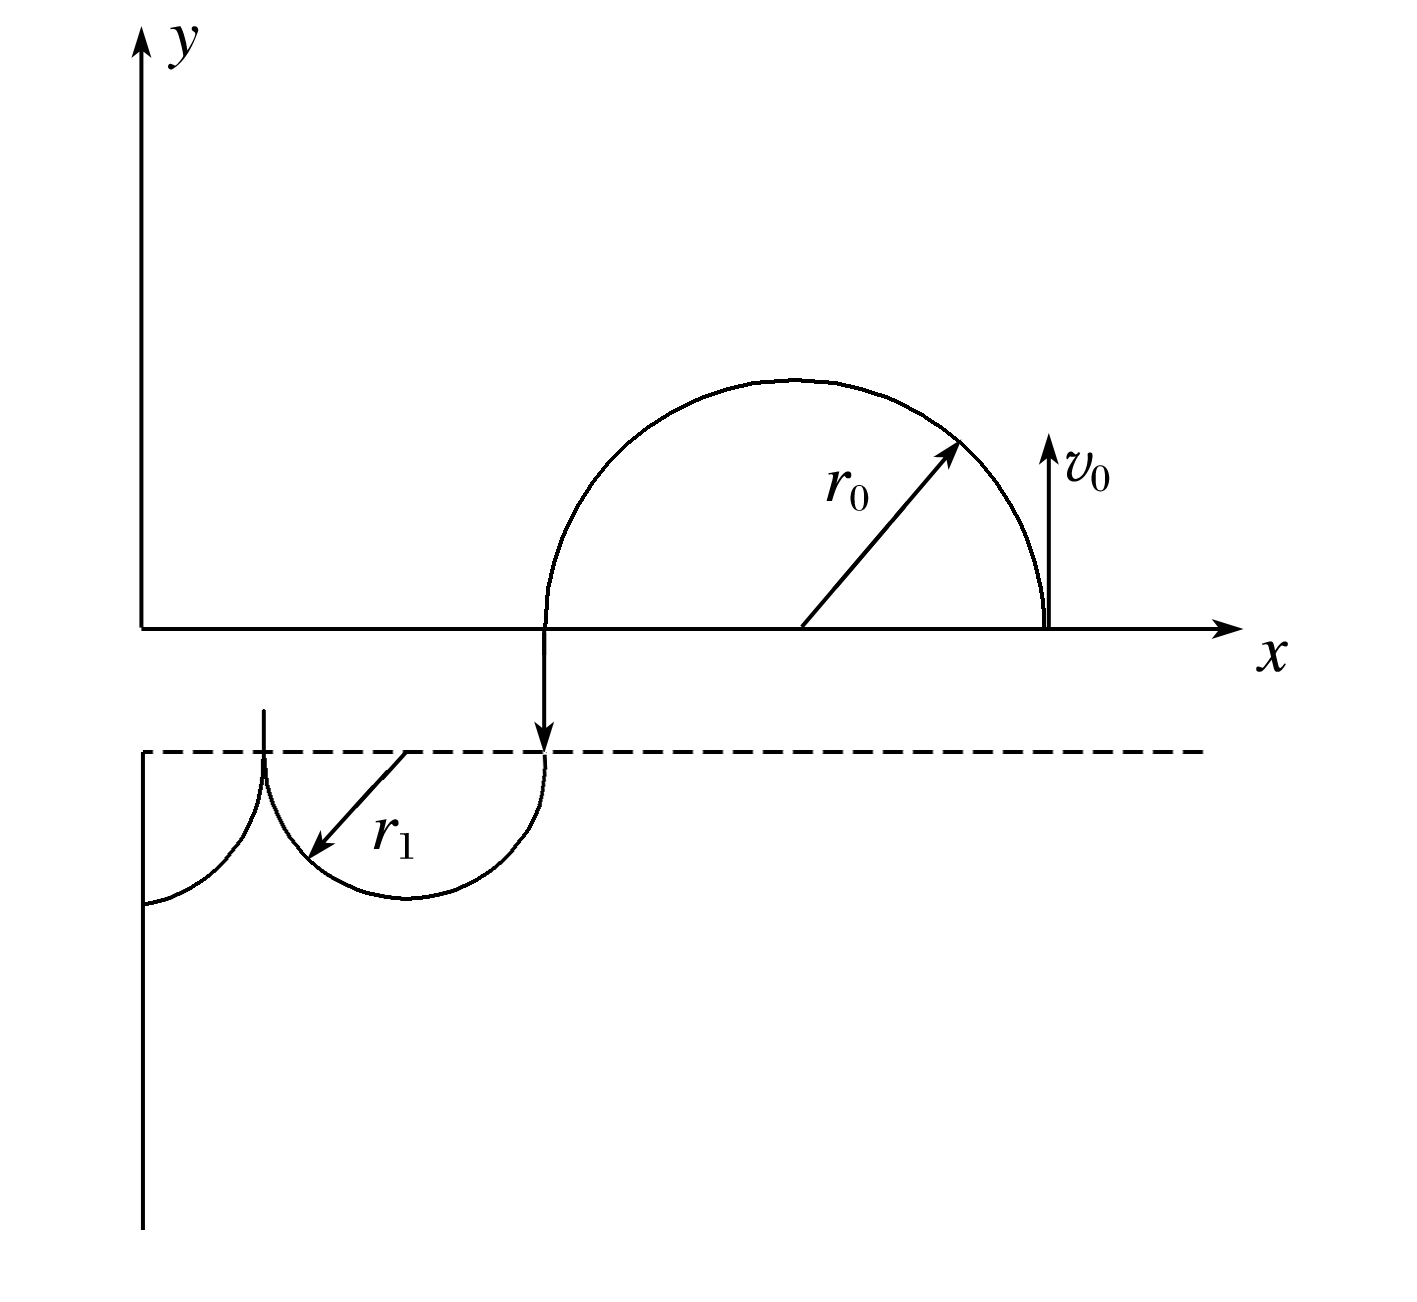 y
v₀
r₀
x
r₁